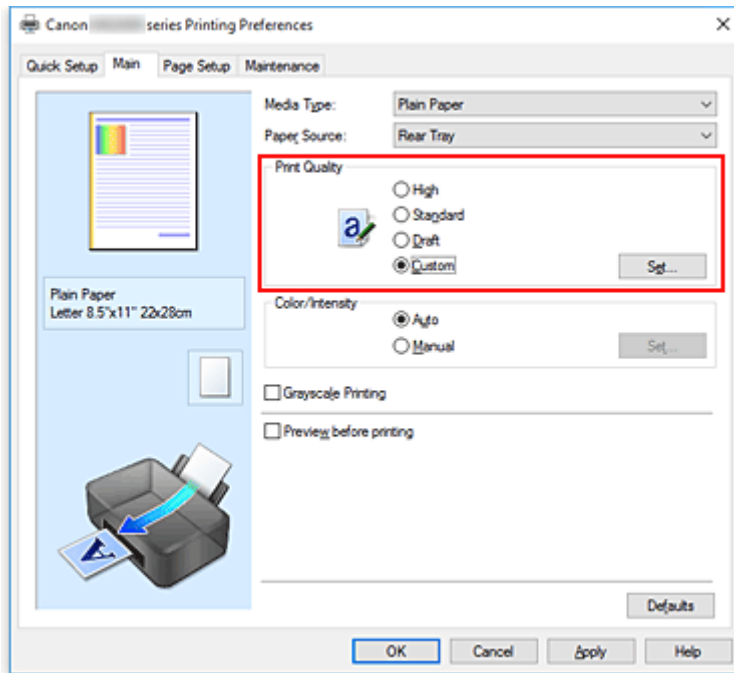 Canon series Printing Preferences
Quick Setup Main Page Setup Maintenance
Media Type: Plain Paper
Paper Source: Rear Tray
Print Quality
High
Standard
Draft
Custom Set...
Plain Paper
Letter 8.5"x11" 22x28cm
Color/Intensity
Auto
Manual Set...
Grayscale Printing
Preview before printing
a
A
Defaults
OK Cancel Apply Help